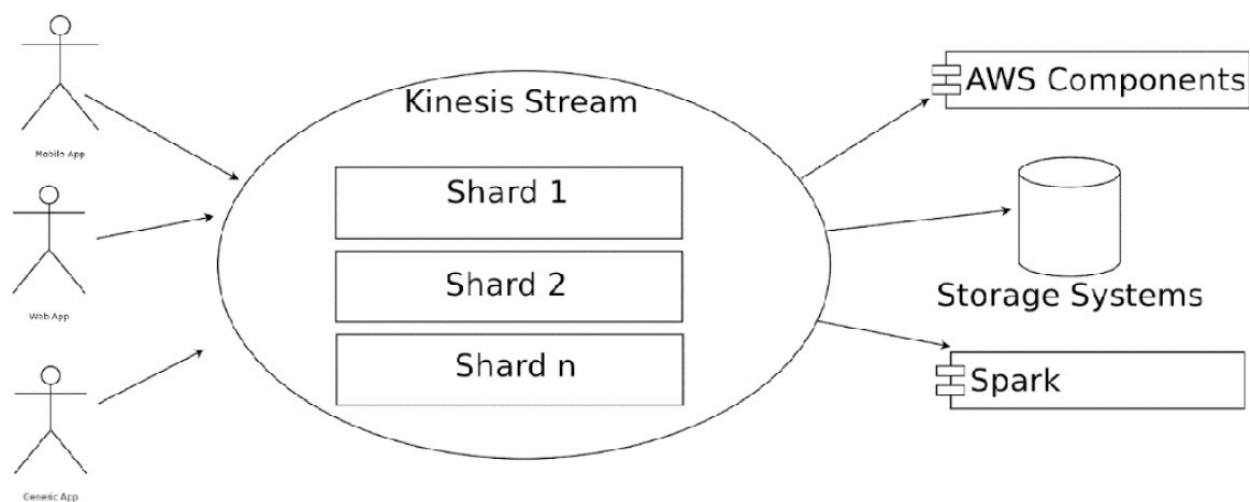 Mobile App
Web App
Generic App
Kinesis Stream
Shard 1
Shard 2
Shard n
AWS Components
Storage Systems
Spark